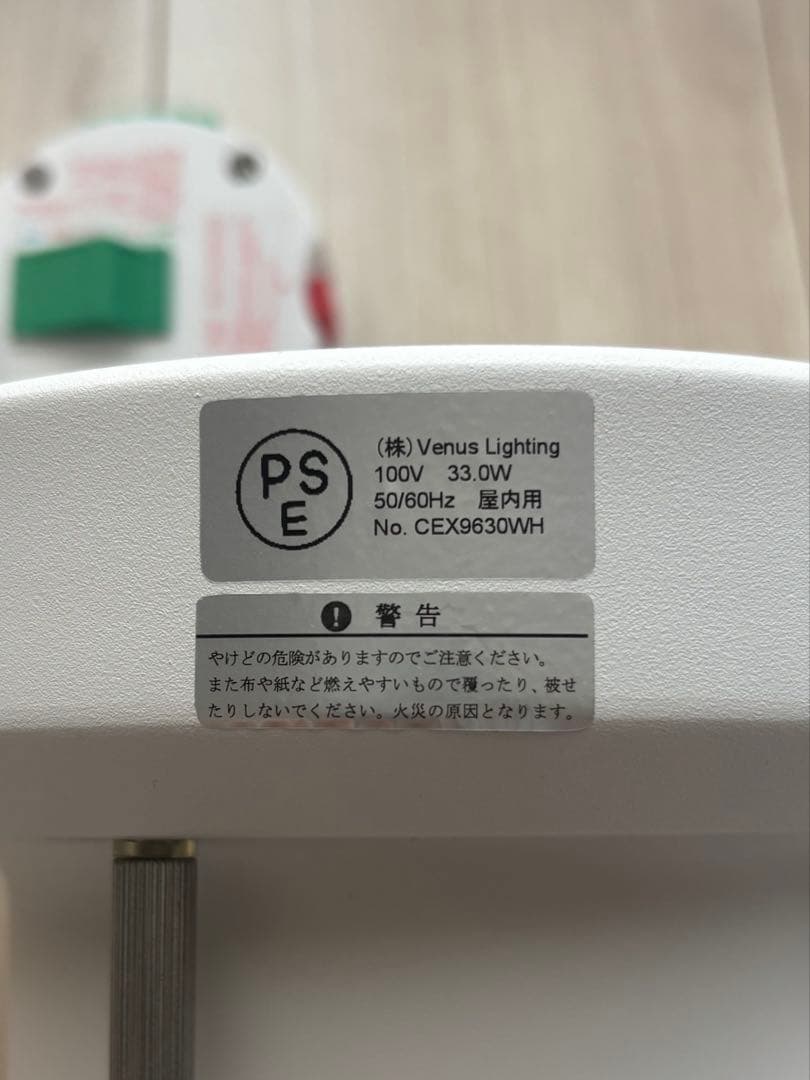 PS
E
(株)Venus Lighting
100V 33.0W
50/60Hz 屋内用
No. CEX9630WH
! 警告
やけどの危険がありますのでご注意ください。
また布や紙など燃えやすいもので覆ったり、被せ
たりしないでください。火災の原因となります。